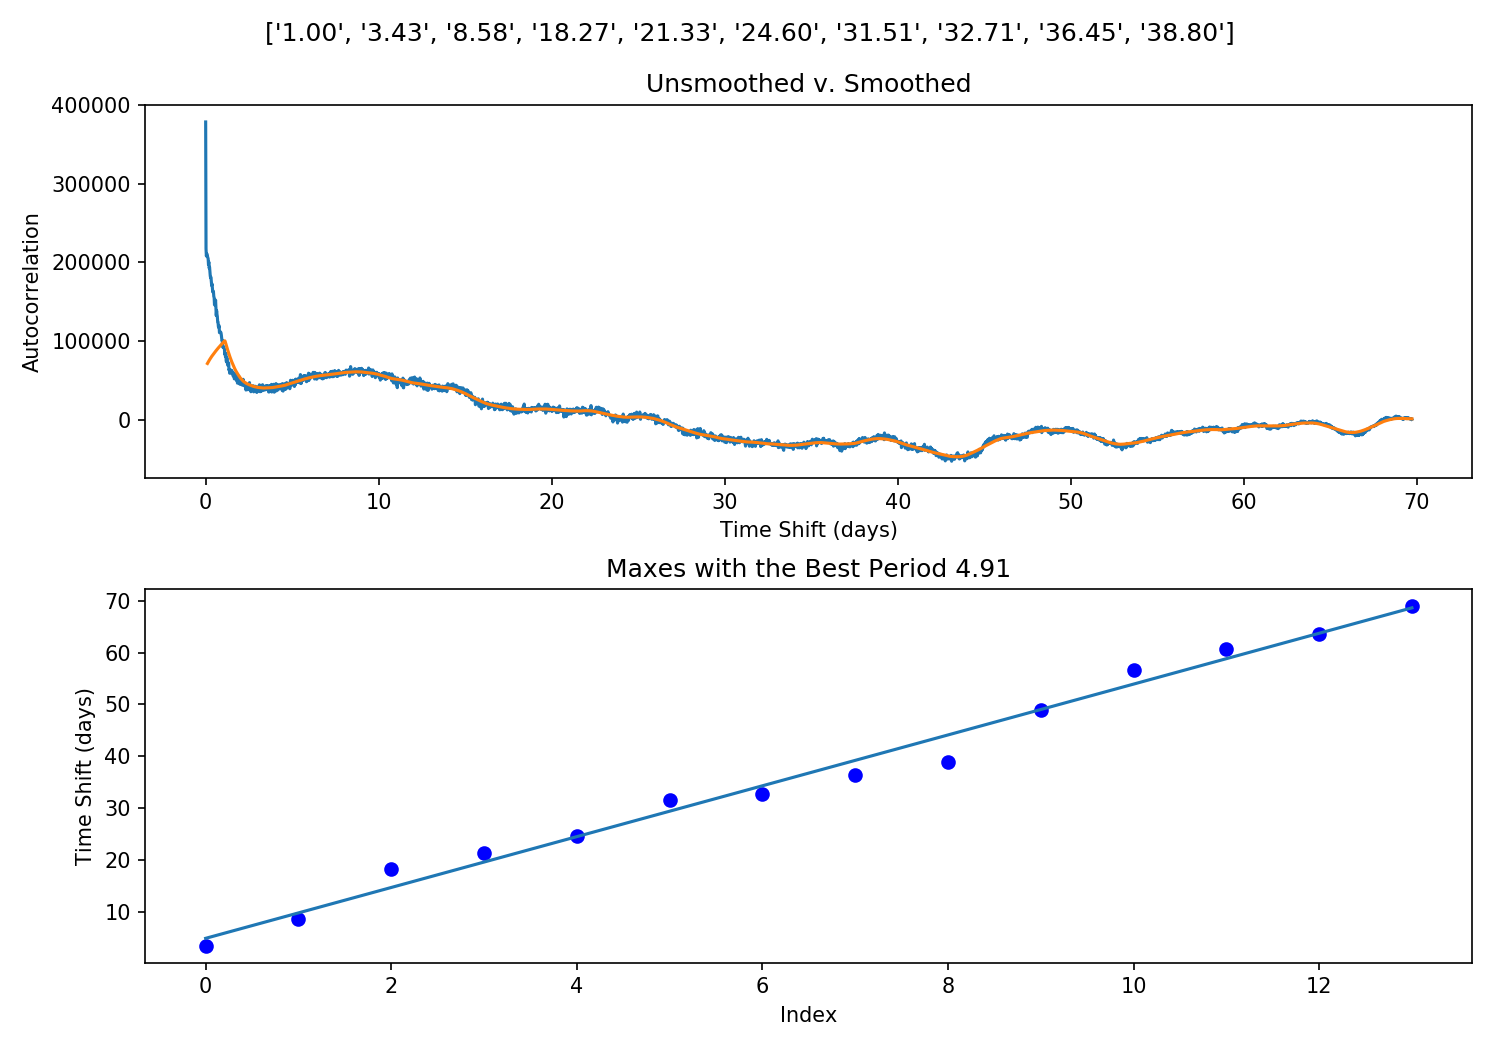 ['1.00', '3.43', '8.58', '18.27', '21.33', '24.60', '31.51', '32.71', '36.45', '38.80']
Unsmoothed v. Smoothed
400000
300000
200000
100000
0
Autocorrelation
0 10 20 30 40 50 60 70
Time Shift (days)
Maxes with the Best Period 4.91
70
60
50
40
30
20
10
Time Shift (days)
0 2 4 6 8 10 12
Index